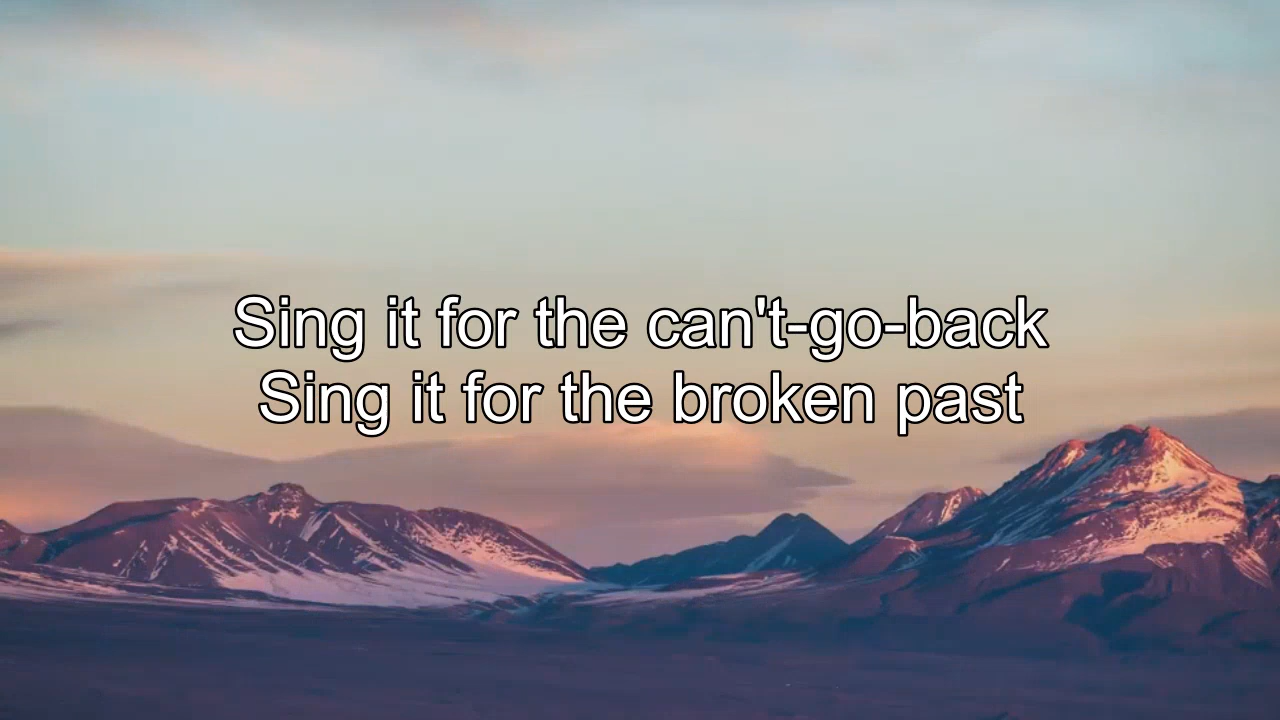 Sing it for the can't-go-back
Sing it for the broken past